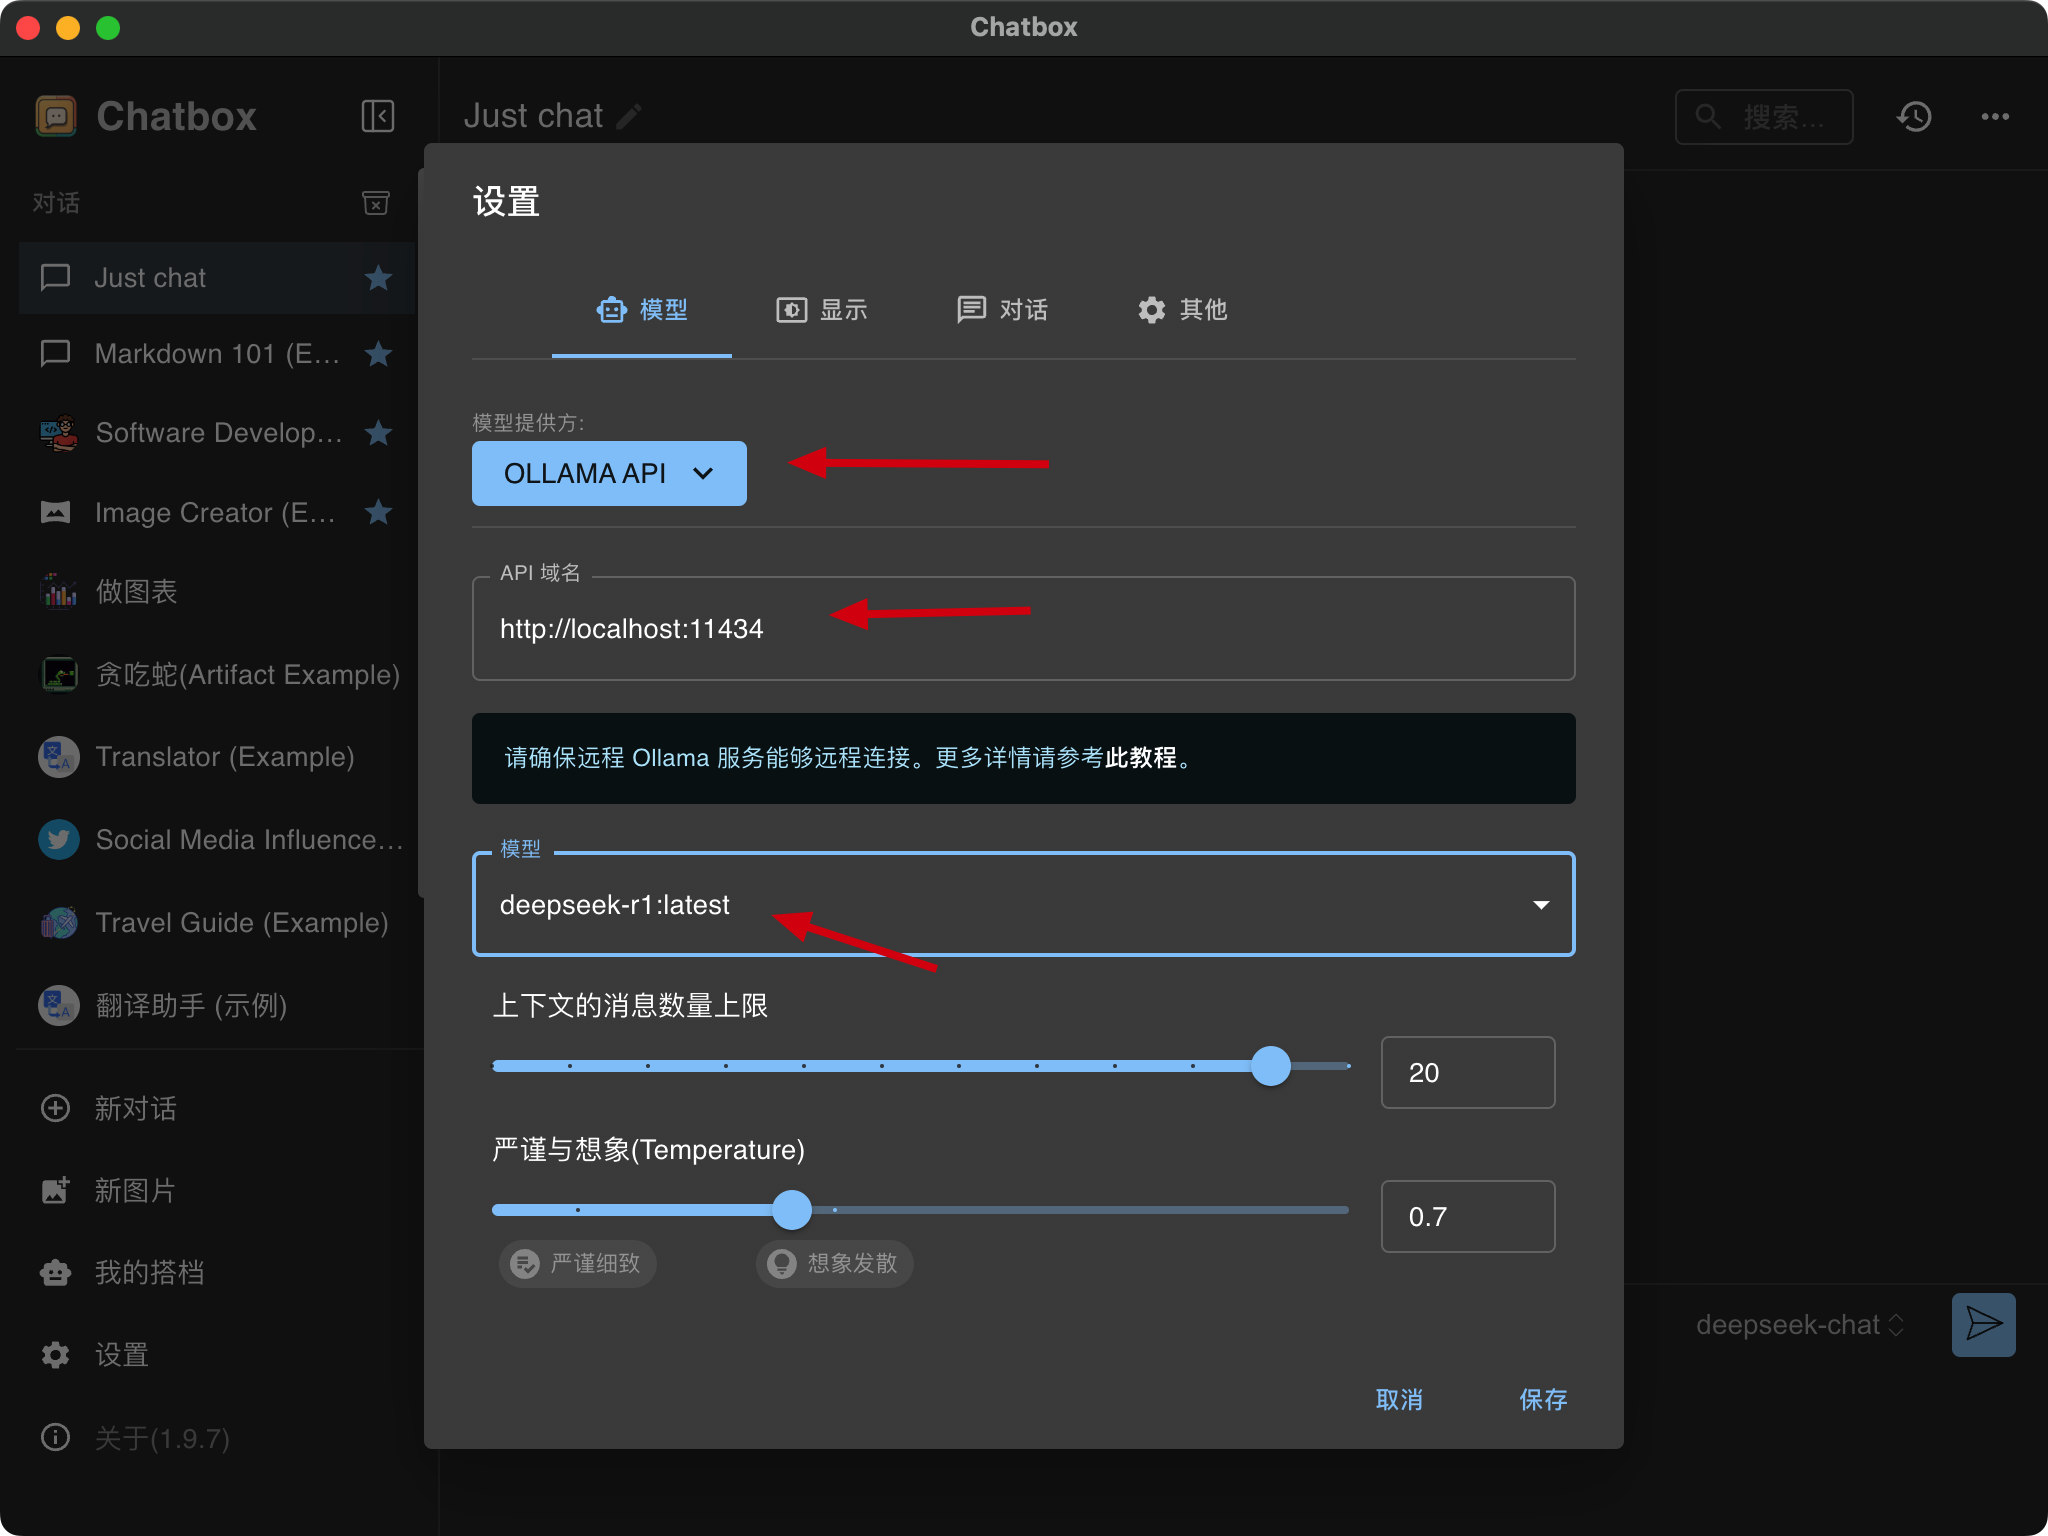 Chatbox
Chatbox
Just chat
搜索...
对话
Just chat
Markdown 101 (E...
Software Develop...
Image Creator (E...
做图表
贪吃蛇(Artifact Example)
Translator (Example)
Social Media Influence...
Travel Guide (Example)
翻译助手 (示例)
新对话
新图片
我的搭档
设置
关于(1.9.7)
设置
模型
显示
对话
其他
模型提供方:
OLLAMA API
API 域名
http://localhost:11434
请确保远程 Ollama 服务能够远程连接。更多详情请参考此教程。
模型
deepseek-r1:latest
上下文的消息数量上限
20
严谨与想象(Temperature)
0.7
严谨细致
想象发散
取消
保存
deepseek-chat